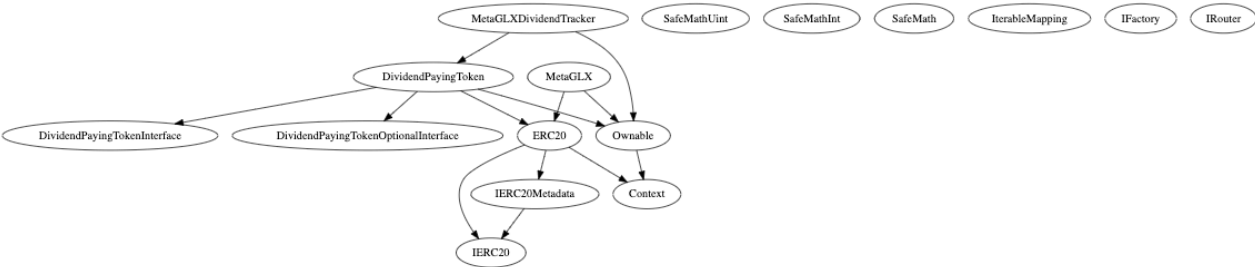 MetaGLXDividendTracker SafeMathUint SafeMathInt SafeMath IterableMapping IFactory IRouter
DividendPayingToken MetaGLX
DividendPayingTokenInterface DividendPayingTokenOptionalInterface ERC20 Ownable
IERC20Metadata Context
IERC20